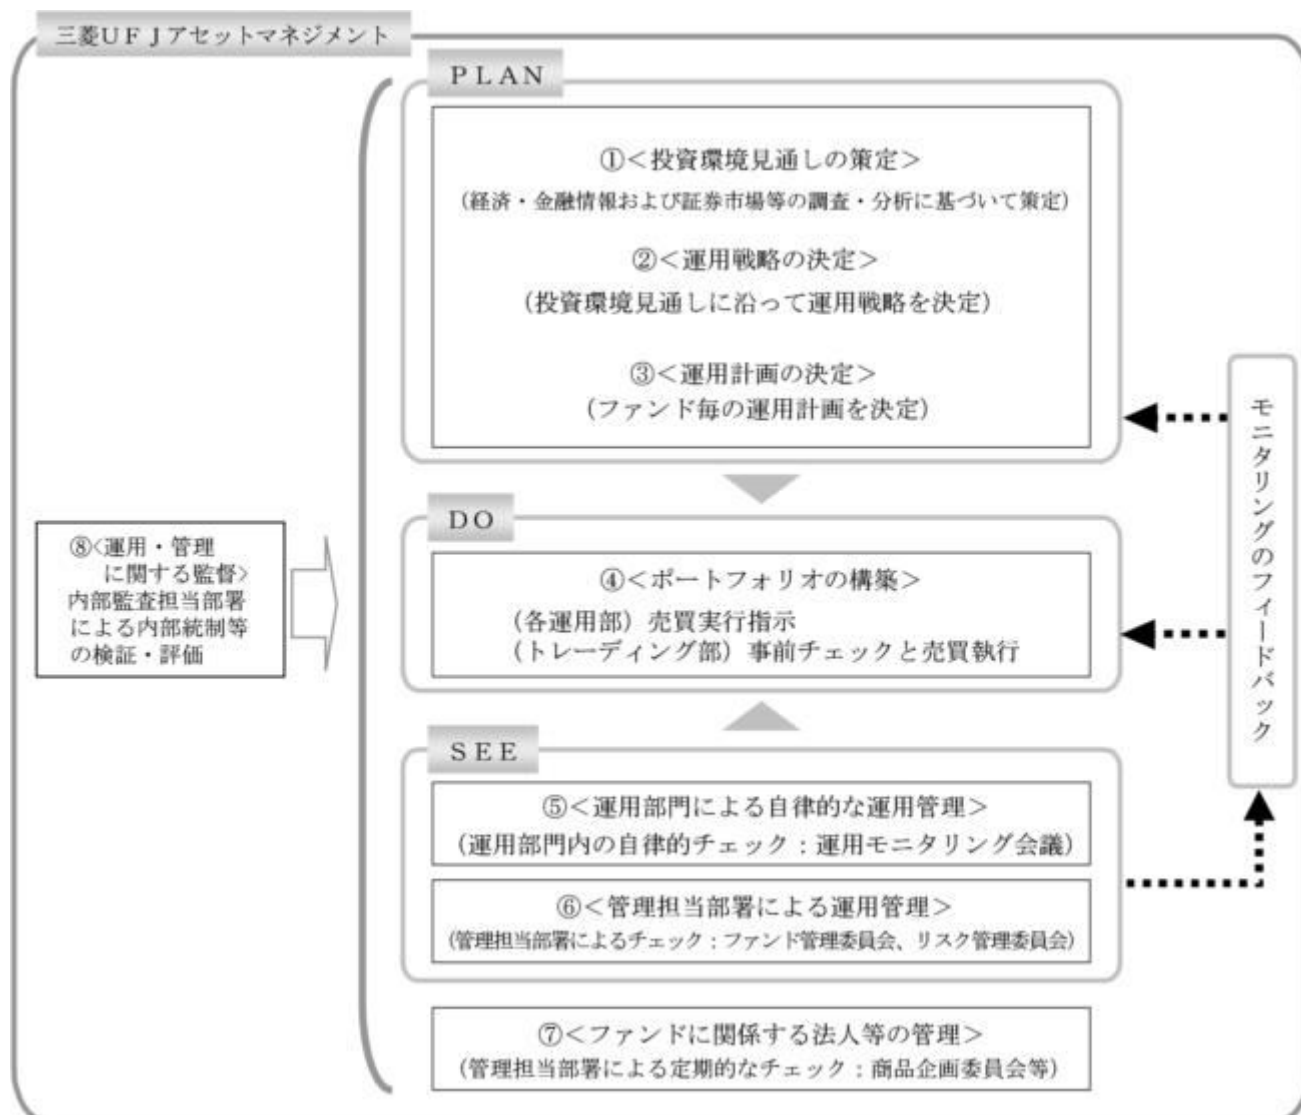 三菱ＵＦＪアセットマネジメント
ＰＬＡＮ
①＜投資環境見通しの策定＞
(経済・金融情報および証券市場等の調査・分析に基づいて策定)
②＜運用戦略の決定＞
(投資環境見通しに沿って運用戦略を決定)
③＜運用計画の決定＞
(ファンド毎の運用計画を決定)
ＤＯ
④＜ポートフォリオの構築＞
(各運用部) 売買実行指示
(トレーディング部) 事前チェックと売買執行
ＳＥＥ
⑤＜運用部門による自律的な運用管理＞
(運用部門内の自律的チェック：運用モニタリング会議)
⑥＜管理担当部署による運用管理＞
(管理担当部署によるチェック：ファンド管理委員会、リスク管理委員会)
⑦＜ファンドに関係する法人等の管理＞
(管理担当部署による定期的なチェック：商品企画委員会等)
⑧<運用・管理
に関する監督>
内部監査担当部署
による内部統制等
の検証・評価
モニタリングのフィードバック